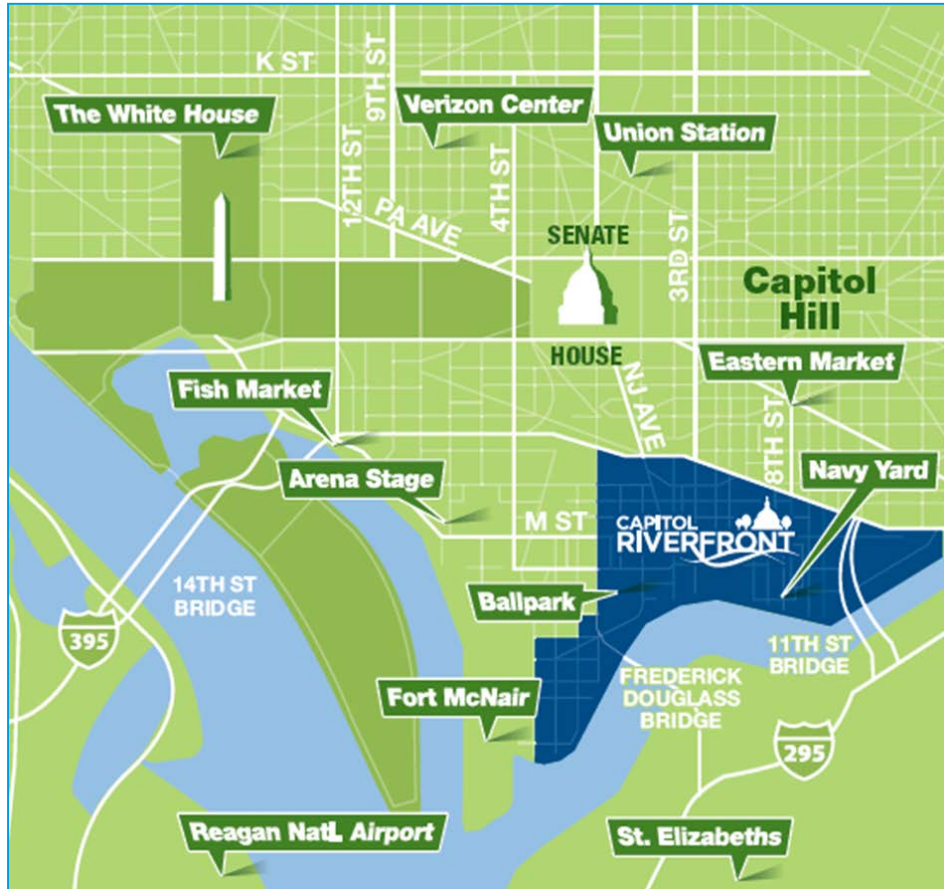 K ST
9TH ST
The White House
Verizon Center
Union Station
12TH ST
4TH ST
PA AVE
SENATE
3RD ST
Capitol
Hill
HOUSE
Eastern Market
NJ AVE
Fish Market
8TH ST
Navy Yard
Arena Stage
M ST
CAPITOL
RIVERFRONT
14TH ST
BRIDGE
Ballpark
395
11TH ST
BRIDGE
FREDERICK
DOUGLASS
BRIDGE
Fort McNair
295
Reagan Natl. Airport
St. Elizabeths